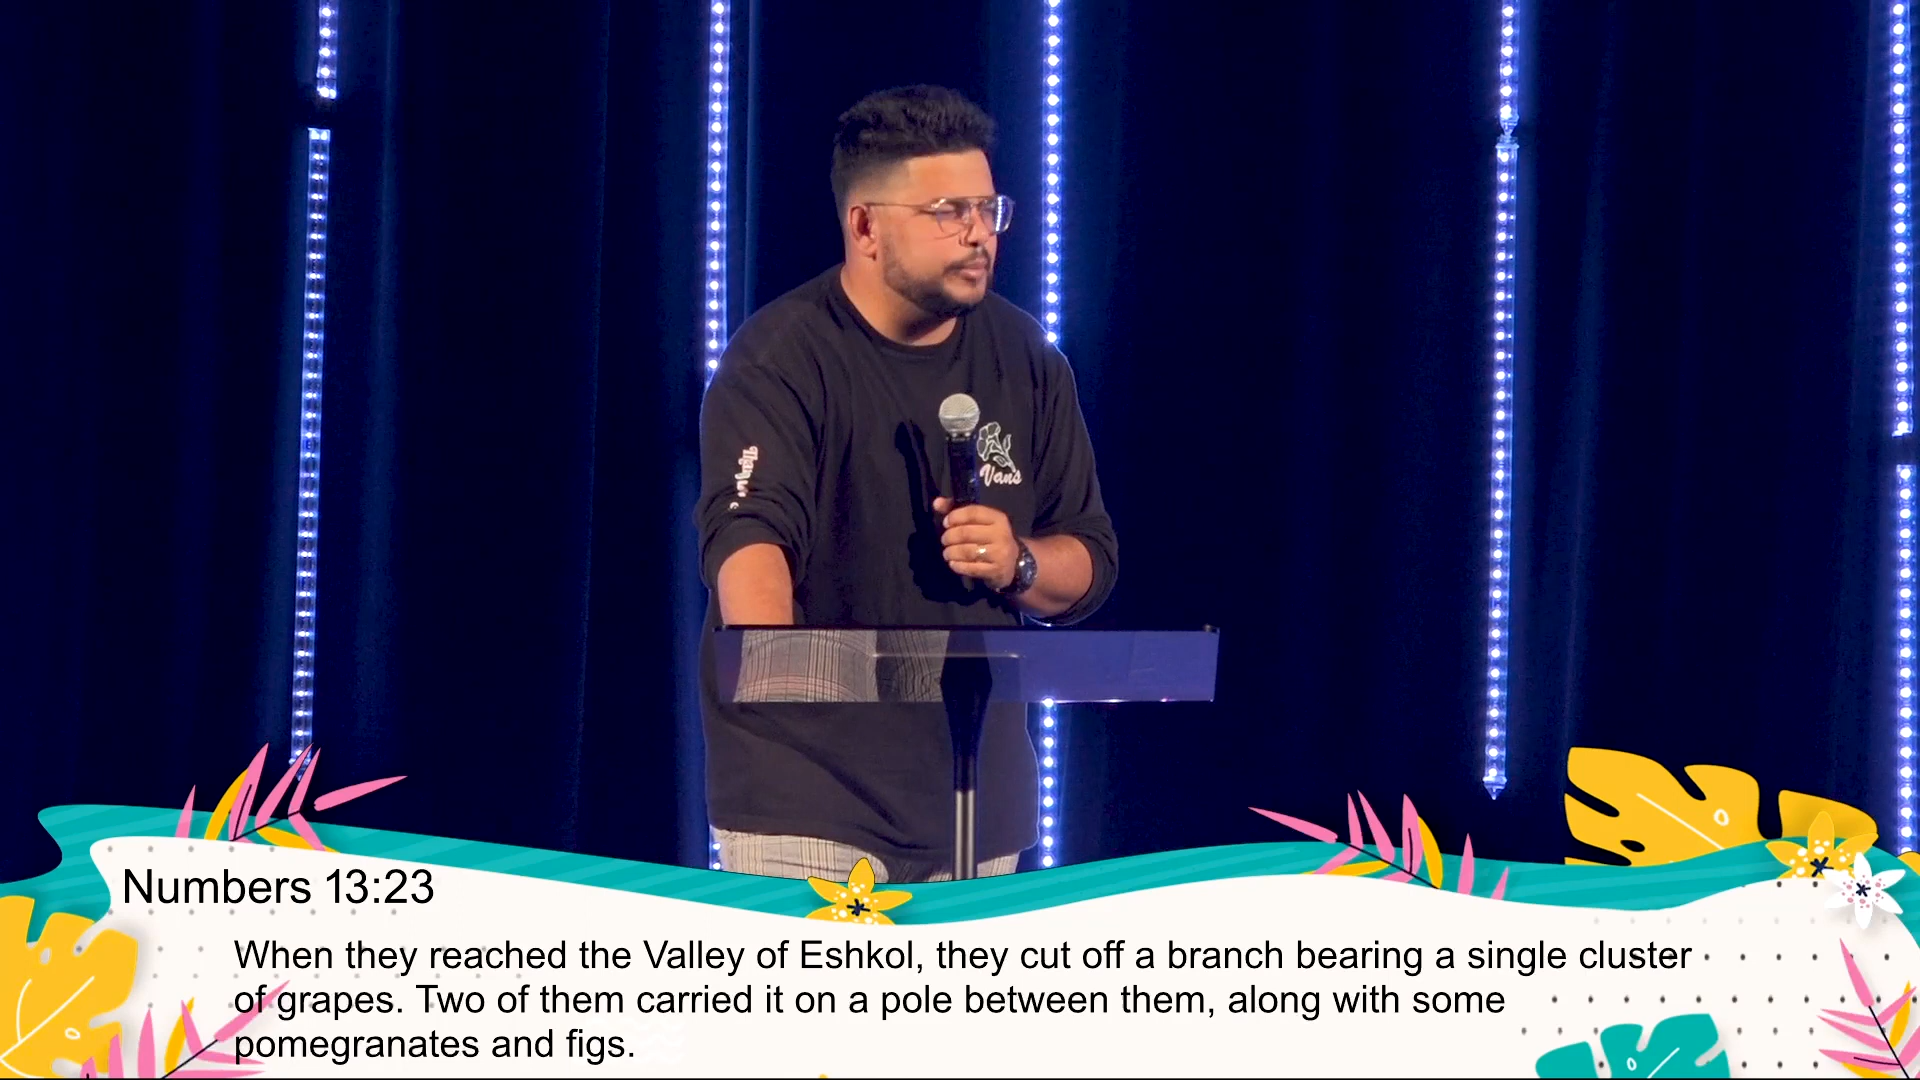 Van's
Numbers 13:23
When they reached the Valley of Eshkol, they cut off a branch bearing a single cluster
of grapes. Two of them carried it on a pole between them, along with some
pomegranates and figs.